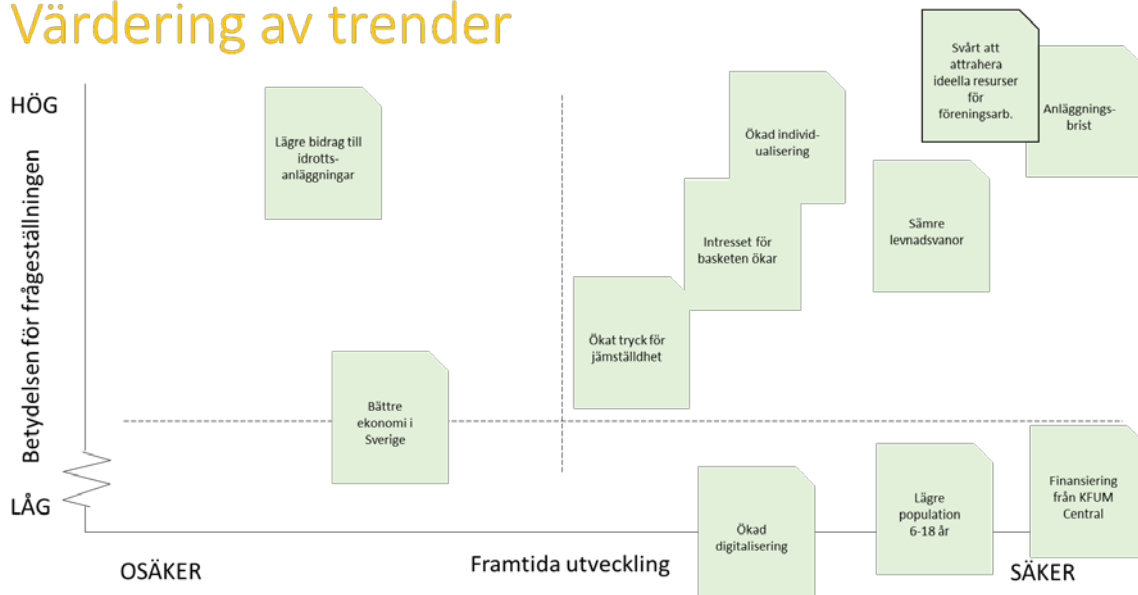 Värdering av trender
HÖG
Betydelsen för frågeställningen
LÅG
Lägre bidrag till
idrotts-
anläggningar
Bättre
ekonomi i
Sverige
Ökat tryck för
jämställdhet
Intresset för
basketen ökar
Ökad individ-
ualisering
Sämre
levnadsvanor
Svårt att
attrahera
ideella resurser
för
föreningsarb.
Anläggnings-
brist
Ökad
digitalisering
Lägre
population
6-18 år
Finansiering
från KFUM
Central
OSÄKER
Framtida utveckling
SÄKER